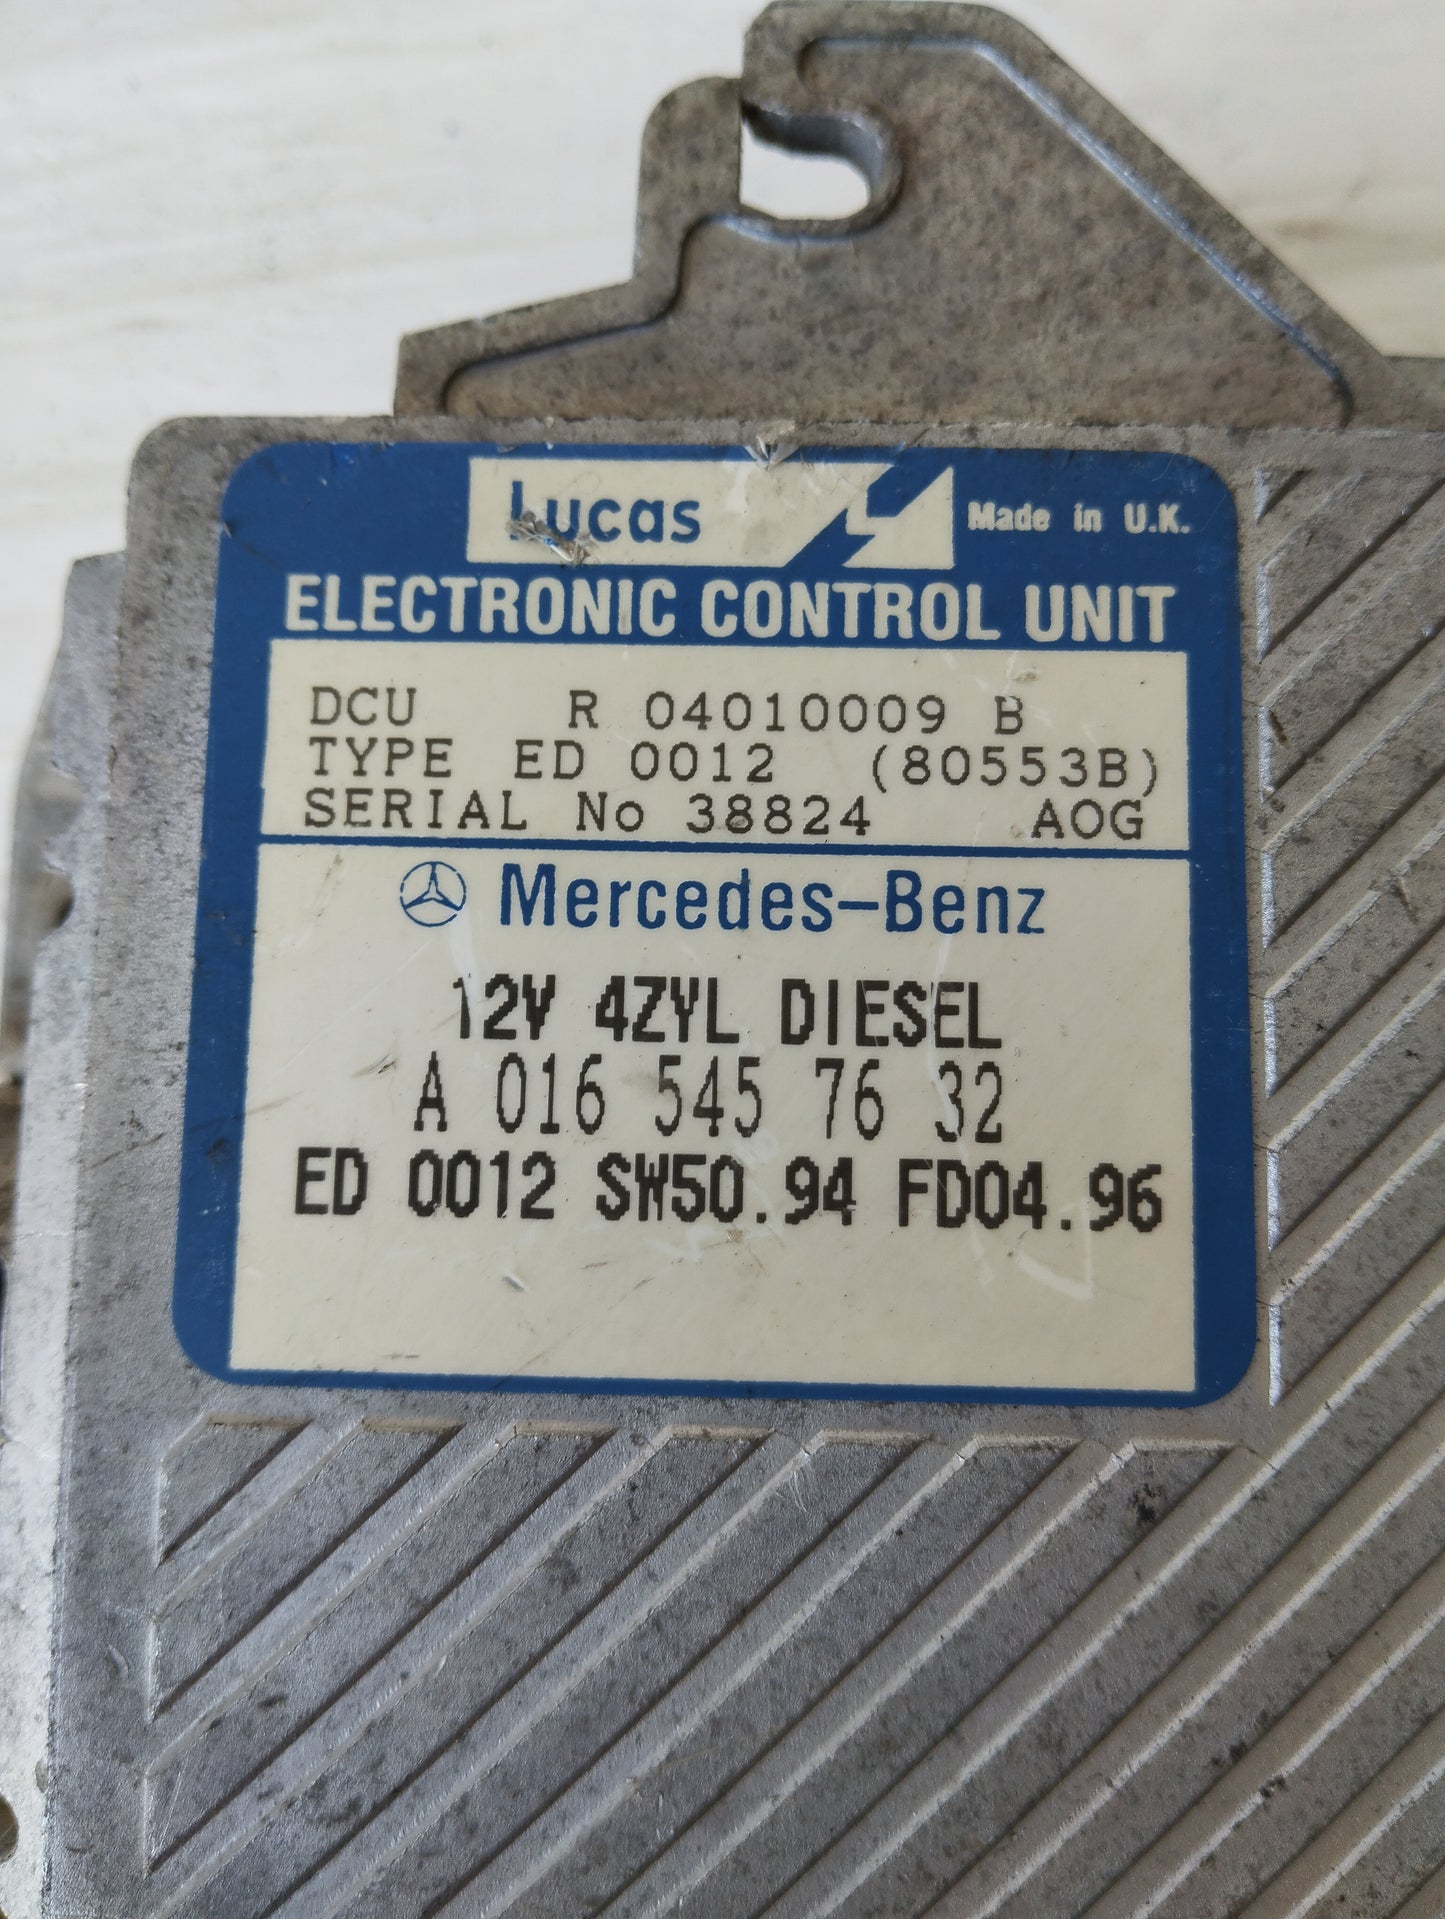 Lucas
Made in U.K.
ELECTRONIC CONTROL UNIT
DCU R 04010009 B
TYPE ED 0012 (80553B)
SERIAL No 38824 AOG
Mercedes-Benz
12V 4ZYL DIESEL
A 016 545 76 32
ED 0012 SW50.94 FD04.96